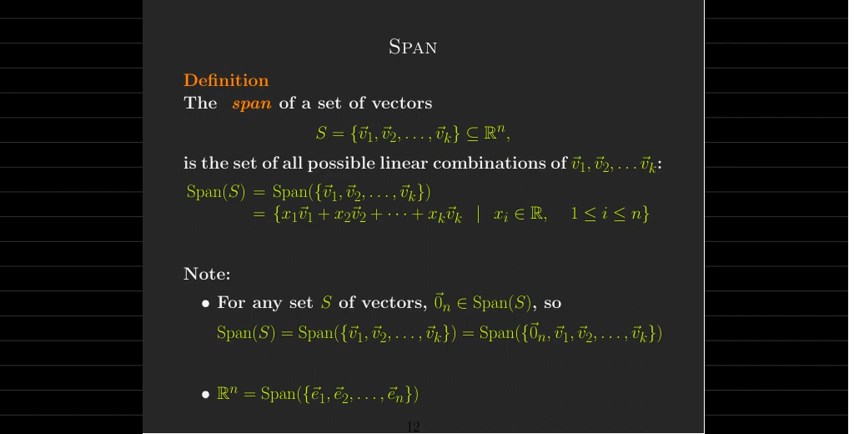 SPAN
Definition
The span of a set of vectors
S = {v⃗₁, v⃗₂, . . . , v⃗ₖ} ⊆ ℝⁿ,
is the set of all possible linear combinations of v⃗₁, v⃗₂, . . . v⃗ₖ:
Span(S) = Span({v⃗₁, v⃗₂, . . . , v⃗ₖ})
= {x₁v⃗₁ + x₂v⃗₂ + · · · + xₖv⃗ₖ | xᵢ ∈ ℝ, 1 ≤ i ≤ n}
Note:
• For any set S of vectors, 0⃗ₙ ∈ Span(S), so
Span(S) = Span({v⃗₁, v⃗₂, . . . , v⃗ₖ}) = Span({0⃗ₙ, v⃗₁, v⃗₂, . . . , v⃗ₖ})
• ℝⁿ = Span({e⃗₁, e⃗₂, . . . , e⃗ₙ})
12